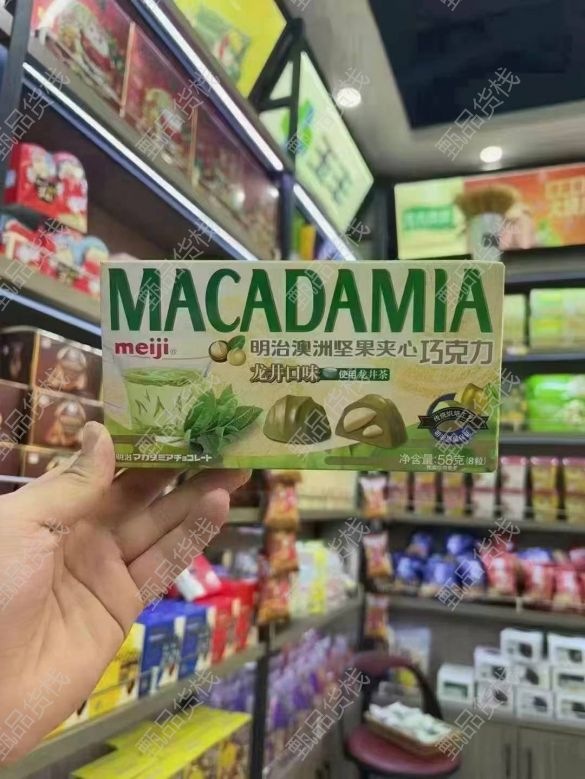 玉王
MACADAMIA
meiji
明治澳洲坚果夹心巧克力
龙井口味 使用龙井茶
明治マカダミアチョコレート
净含量:58克(8粒)
甄品货栈